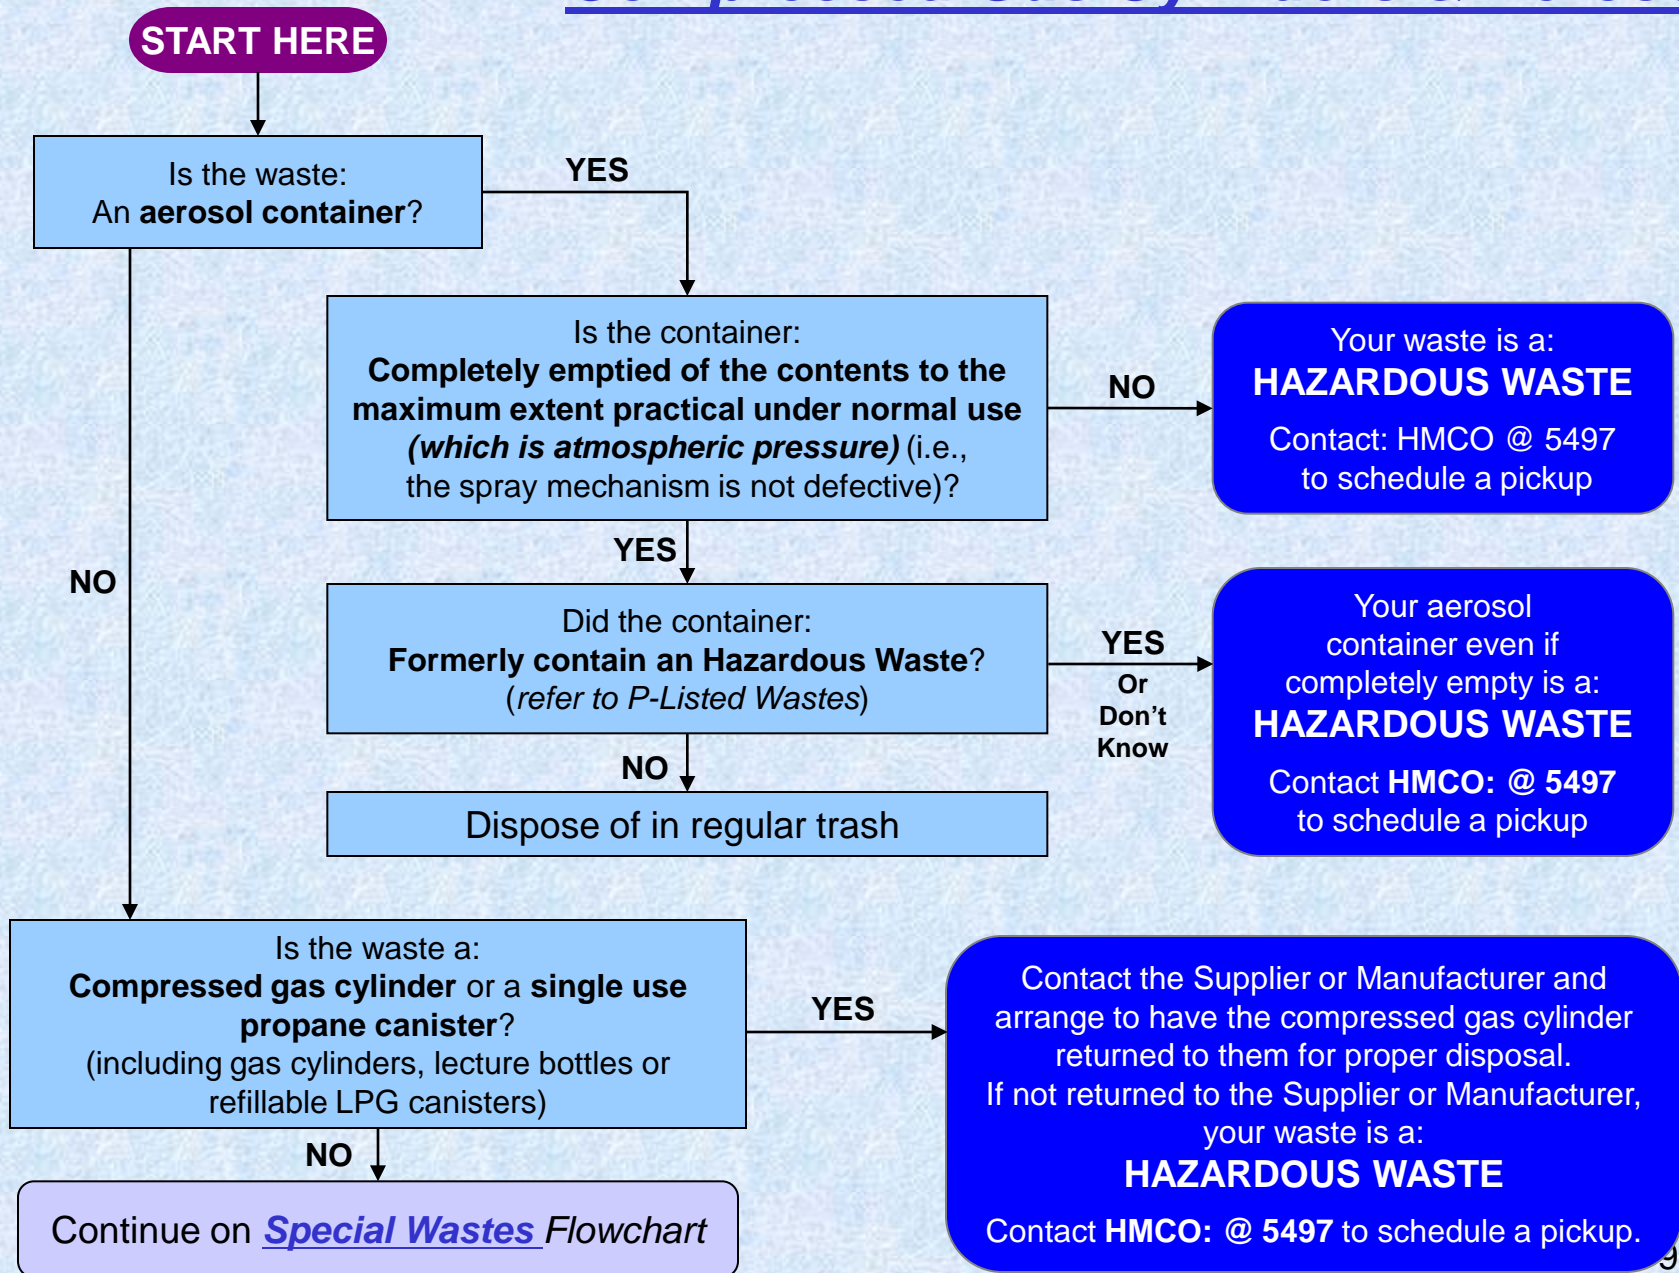 START HERE
Is the waste:
An aerosol container?
YES
Is the container:
Completely emptied of the contents to the
maximum extent practical under normal use
(which is atmospheric pressure) (i.e.,
the spray mechanism is not defective)?
NO
Your waste is a:
HAZARDOUS WASTE
Contact: HMCO @ 5497
to schedule a pickup
YES
NO
Did the container:
Formerly contain an Hazardous Waste?
(refer to P-Listed Wastes)
YES
Or
Don't
Know
Your aerosol
container even if
completely empty is a:
HAZARDOUS WASTE
Contact HMCO: @ 5497
to schedule a pickup
NO
Dispose of in regular trash
Is the waste a:
Compressed gas cylinder or a single use
propane canister?
(including gas cylinders, lecture bottles or
refillable LPG canisters)
YES
Contact the Supplier or Manufacturer and
arrange to have the compressed gas cylinder
returned to them for proper disposal.
If not returned to the Supplier or Manufacturer,
your waste is a:
HAZARDOUS WASTE
Contact HMCO: @ 5497 to schedule a pickup.
NO
Continue on Special Wastes Flowchart
9